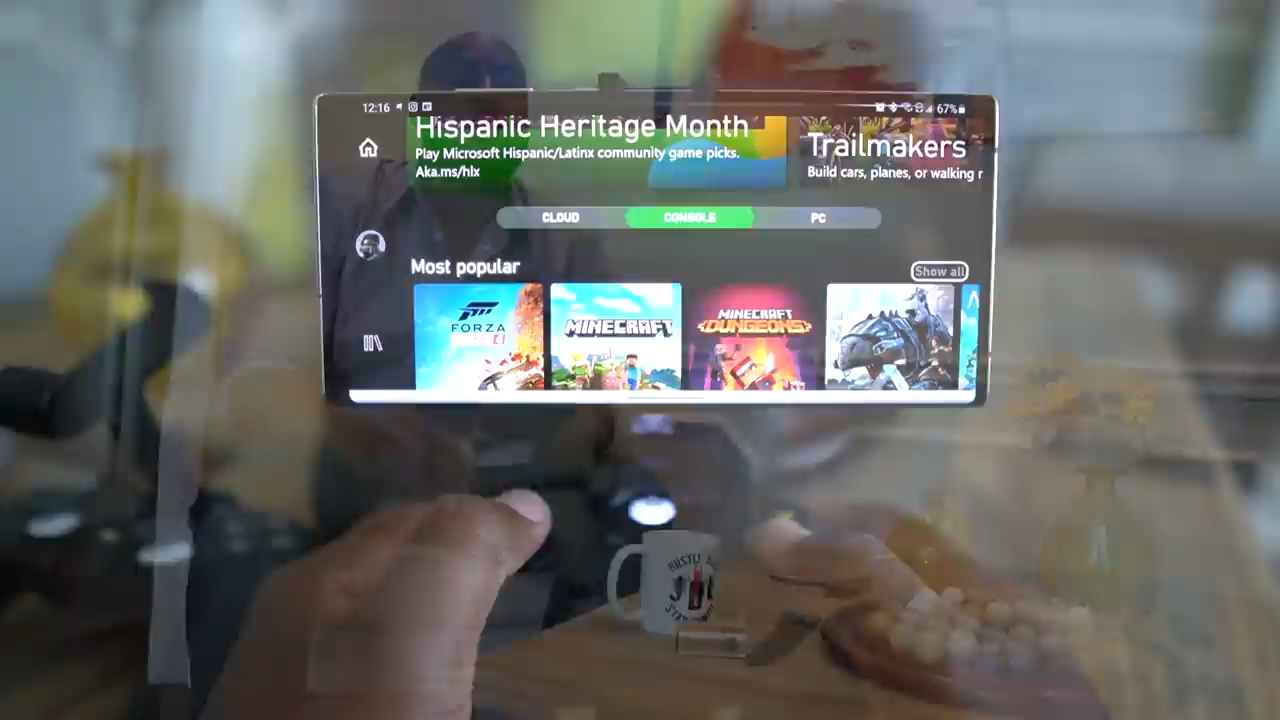 12:16
67%
Hispanic Heritage Month
Play Microsoft Hispanic/Latinx community game picks.
Aka.ms/hlx
Trailmakers
Build cars, planes, or walking r
CLOUD
CONSOLE
PC
Most popular
Show all
FORZA
MINECRAFT
MINECRAFT
DUNGEONS